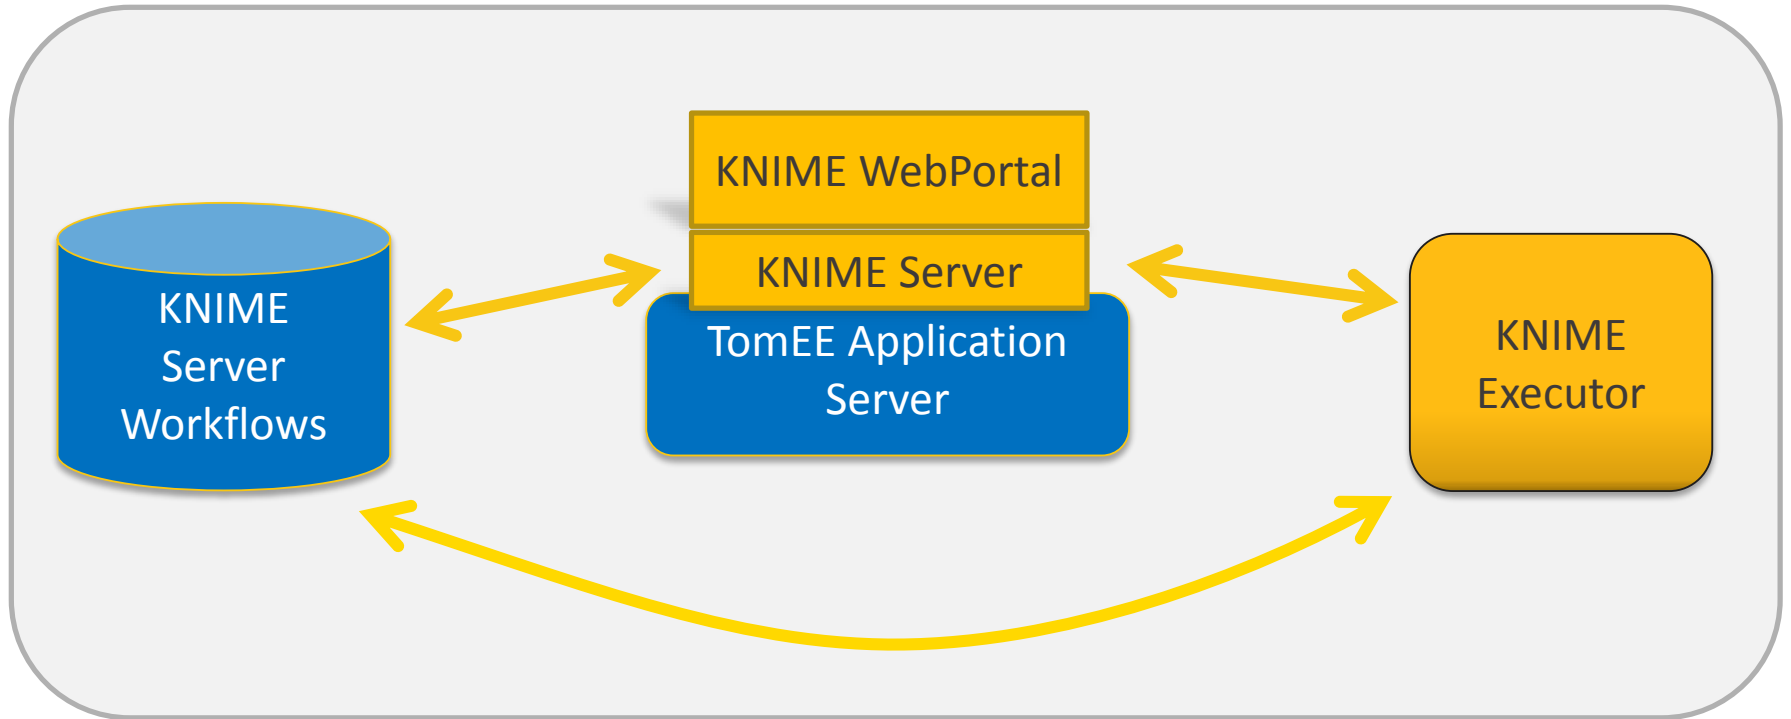 KNIME
Server
Workflows
KNIME WebPortal
KNIME Server
TomEE Application
Server
KNIME
Executor